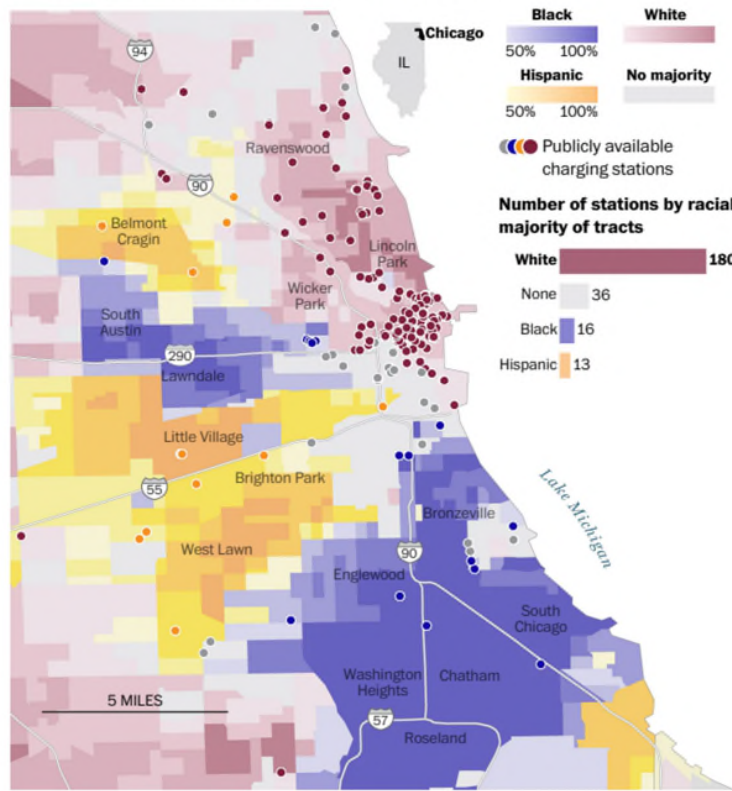 Black
White
50% 100%
Hispanic
No majority
50% 100%
Publicly available
charging stations
Chicago
IL
Number of stations by racial
majority of tracts
White 180
None 36
Black 16
Hispanic 13
94
Ravenswood
90
Belmont
Cragin
Lincoln
Park
Wicker
Park
South
Austin
290
Lawndale
Little Village
Brighton Park
55
Lake Michigan
Bronzeville
West Lawn
90
Englewood
South
Chicago
Washington
Heights
Chatham
5 MILES
57
Roseland